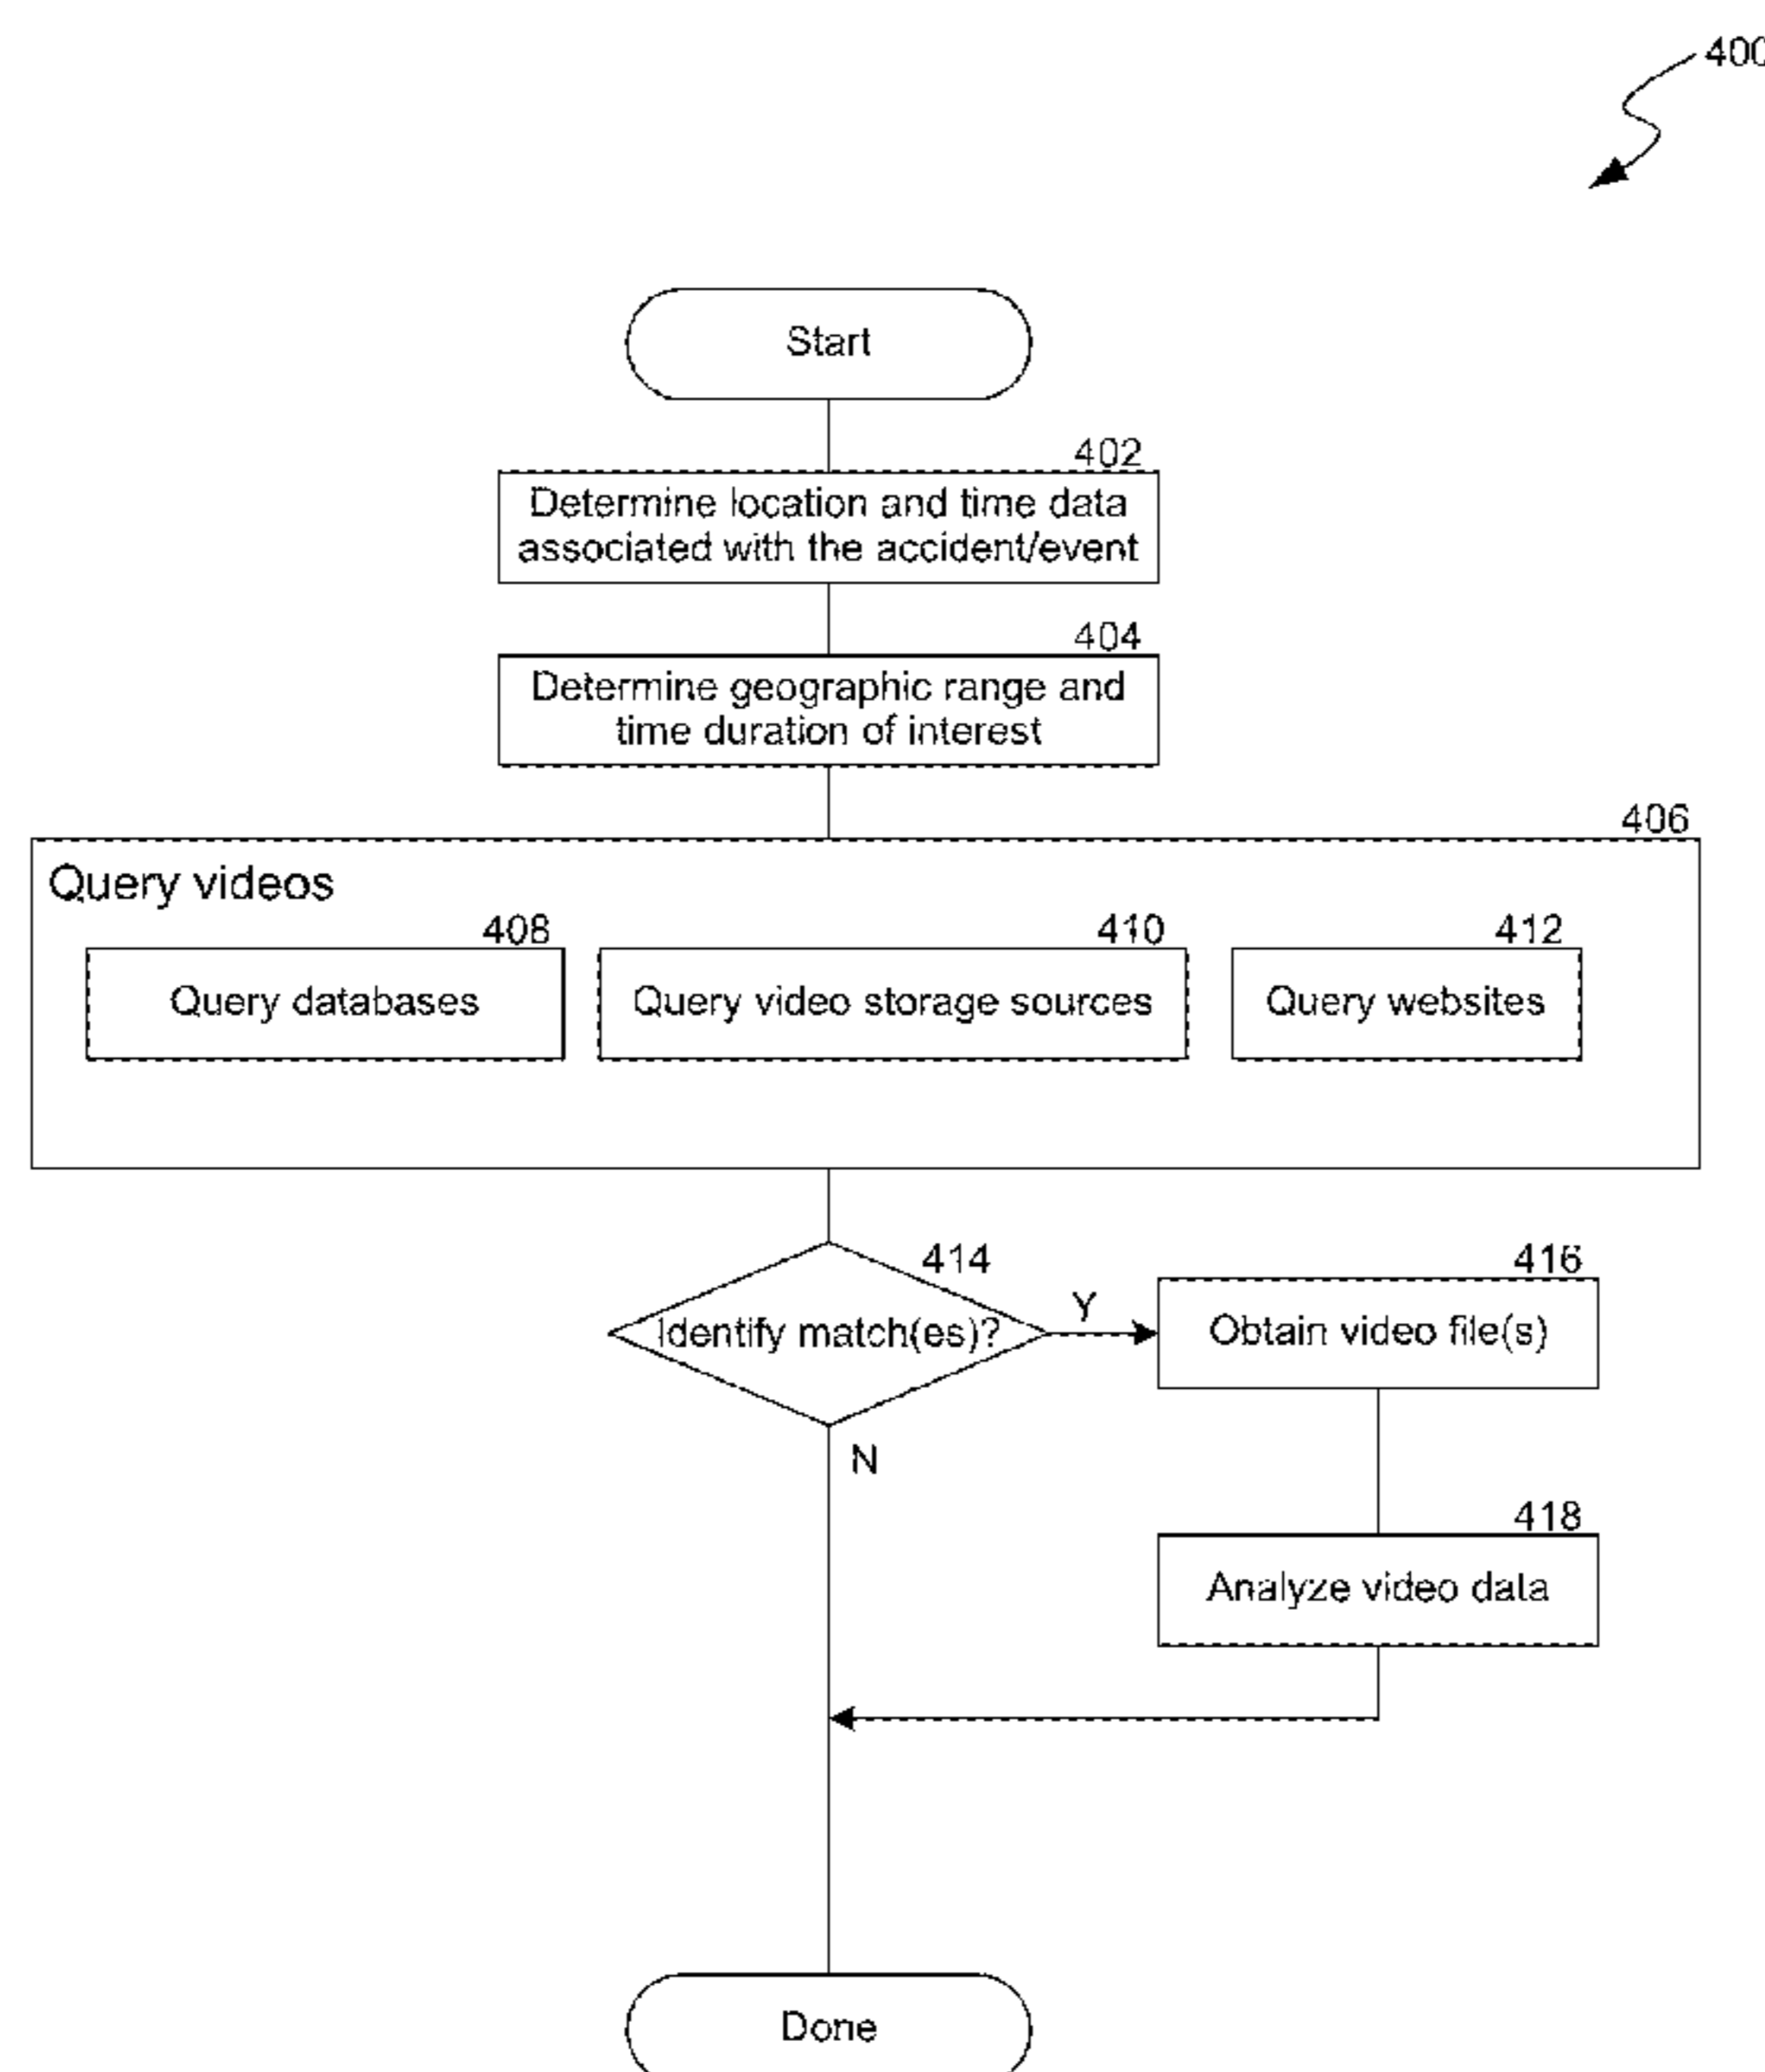 400
Start
402
Determine location and time data
associated with the accident/event
404
Determine geographic range and
time duration of interest
406
Query videos
408
Query databases
410
Query video storage sources
412
Query websites
414
Identify match(es)?
Y
416
Obtain video file(s)
N
418
Analyze video data
Done